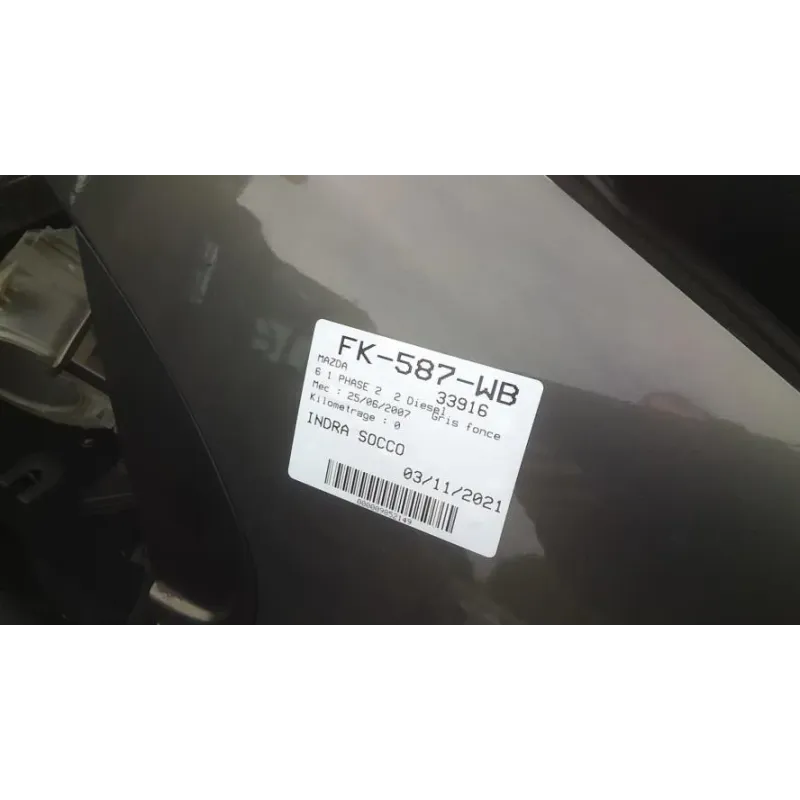 FK-587-WB
MAZDA 33916
6 1 PHASE 2 2 Diesel
Mec : 25/06/2007 Gris fonce
Kilometrage : 0
INDRA SOCCO
03/11/2021
000009052149